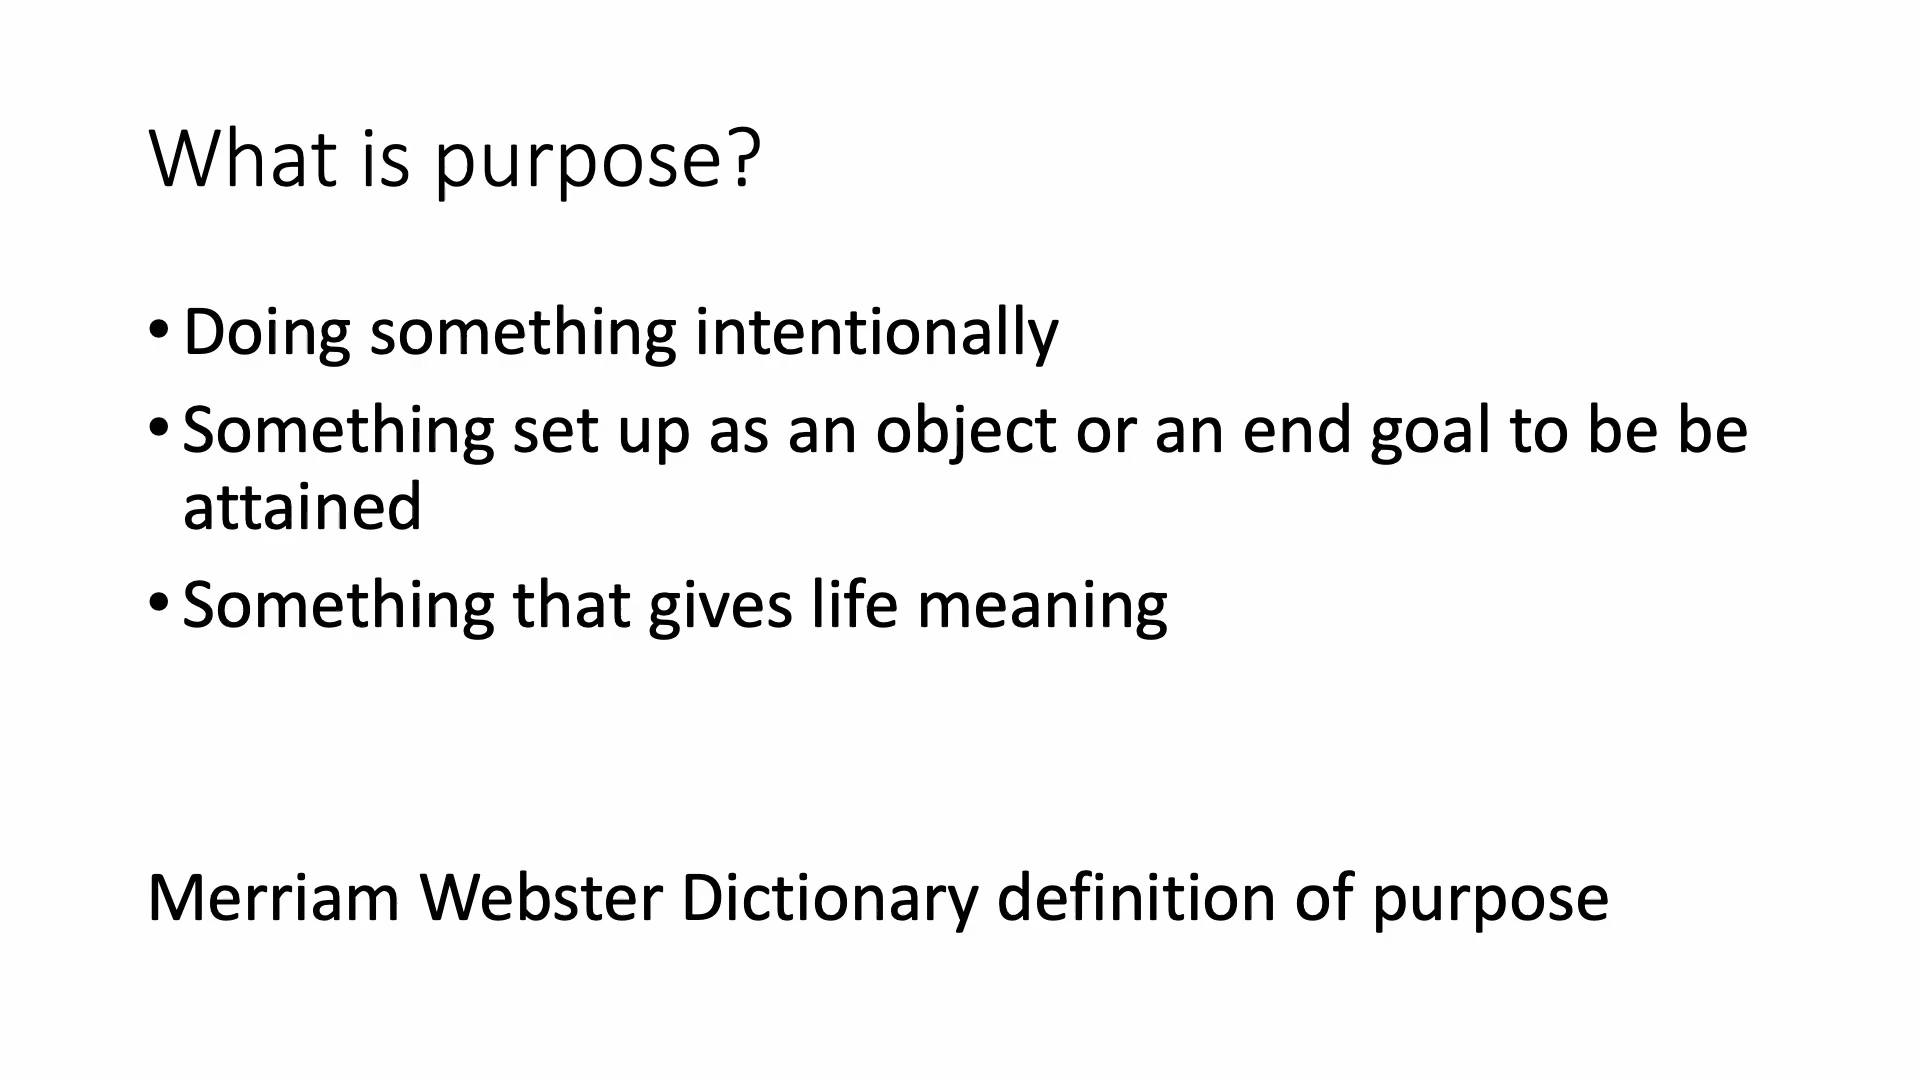 What is purpose?
• Doing something intentionally
• Something set up as an object or an end goal to be be
attained
• Something that gives life meaning
Merriam Webster Dictionary definition of purpose